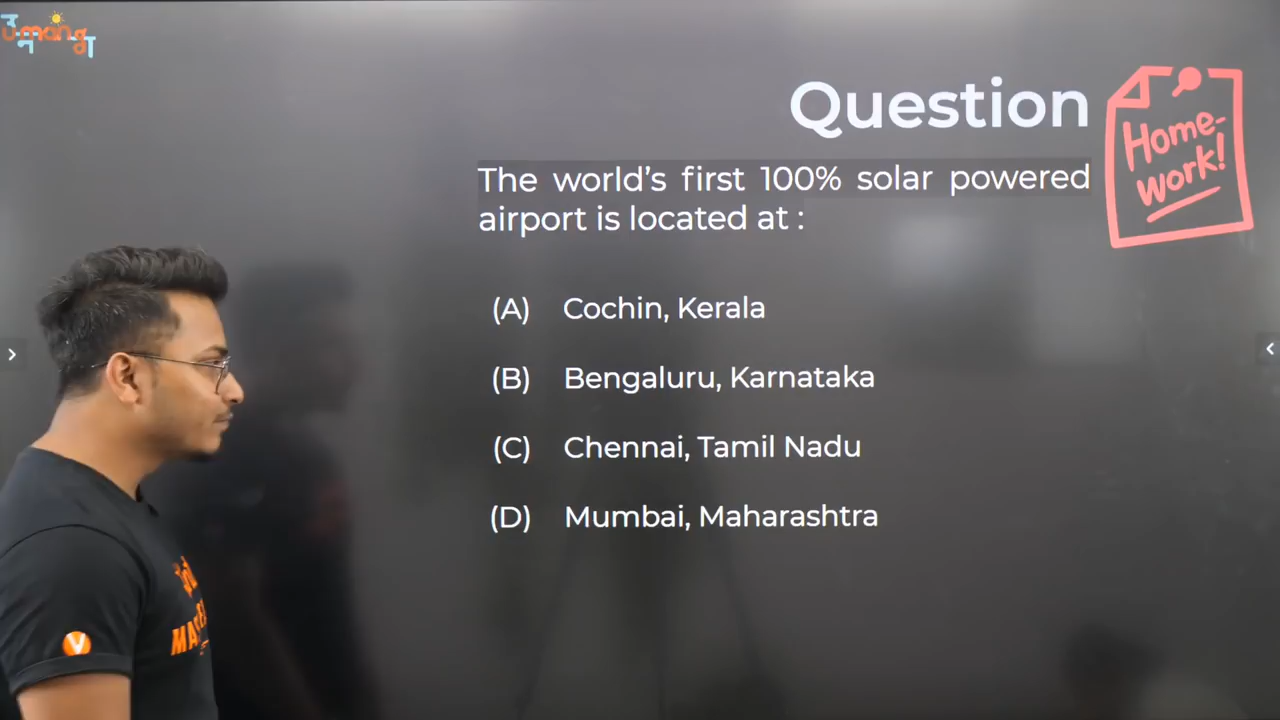 उmanग
Question
Home-
work!
The world's first 100% solar powered
airport is located at :
(A) Cochin, Kerala
(B) Bengaluru, Karnataka
(C) Chennai, Tamil Nadu
(D) Mumbai, Maharashtra
V